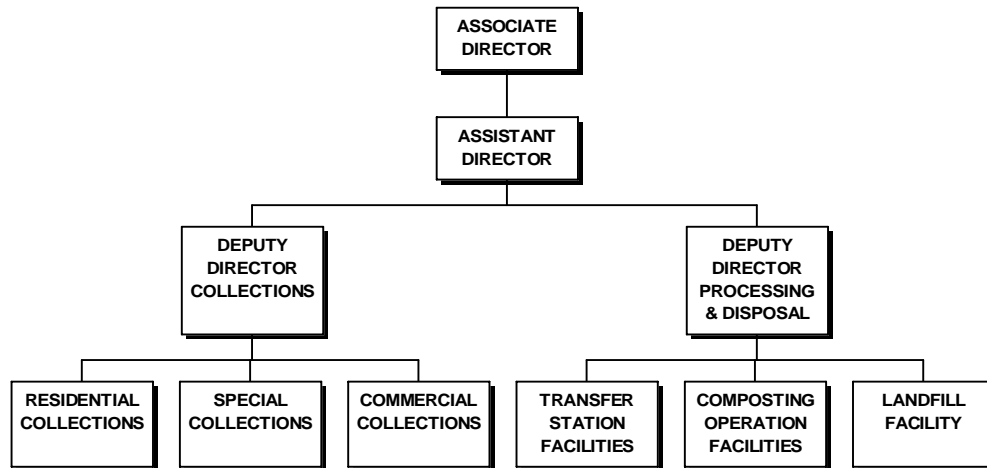 ASSOCIATE
DIRECTOR
ASSISTANT
DIRECTOR
DEPUTY
DIRECTOR
COLLECTIONS
DEPUTY
DIRECTOR
PROCESSING
& DISPOSAL
RESIDENTIAL
COLLECTIONS
SPECIAL
COLLECTIONS
COMMERCIAL
COLLECTIONS
TRANSFER
STATION
FACILITIES
COMPOSTING
OPERATION
FACILITIES
LANDFILL
FACILITY